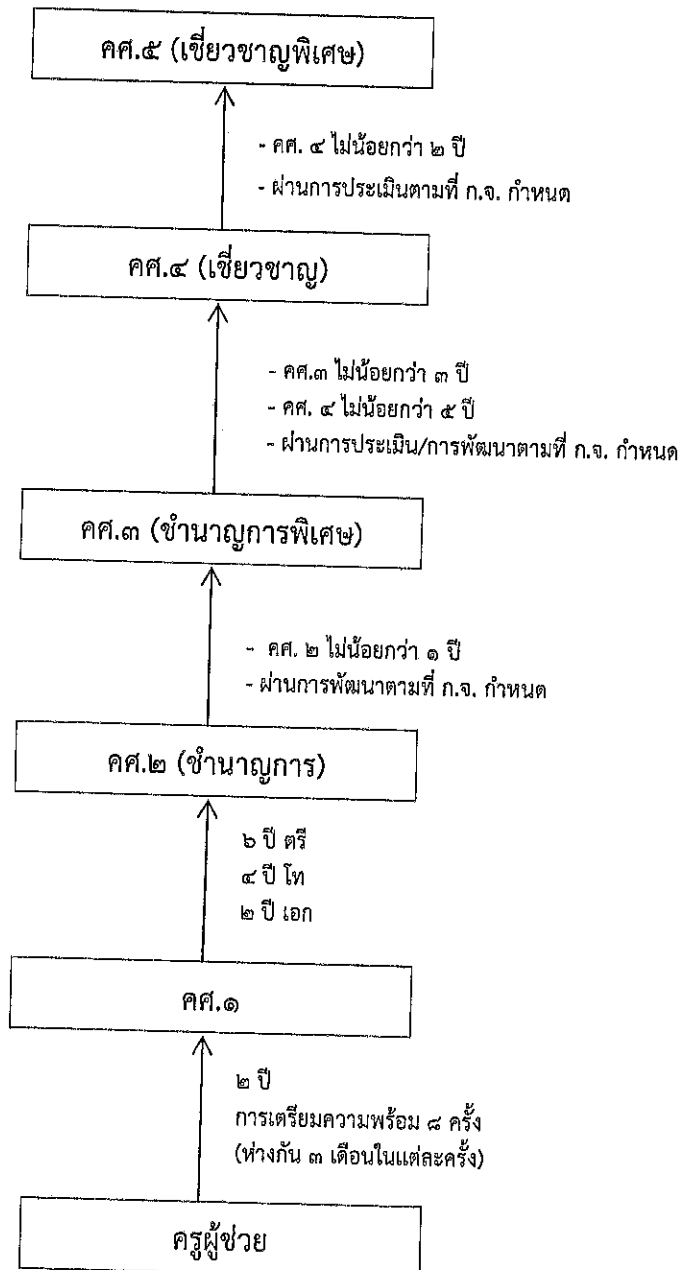 คศ.๕ (เชี่ยวชาญพิเศษ)
- คศ. ๔ ไม่น้อยกว่า ๒ ปี
- ผ่านการประเมินตามที่ ก.จ. กำหนด
คศ.๔ (เชี่ยวชาญ)
- คศ.๓ ไม่น้อยกว่า ๓ ปี
- คศ. ๔ ไม่น้อยกว่า ๕ ปี
- ผ่านการประเมิน/การพัฒนาตามที่ ก.จ. กำหนด
คศ.๓ (ชำนาญการพิเศษ)
- คศ. ๒ ไม่น้อยกว่า ๑ ปี
- ผ่านการพัฒนาตามที่ ก.จ. กำหนด
คศ.๒ (ชำนาญการ)
๖ ปี ตรี
๔ ปี โท
๒ ปี เอก
คศ.๑
๒ ปี
การเตรียมความพร้อม ๘ ครั้ง
(ห่างกัน ๓ เดือนในแต่ละครั้ง)
ครูผู้ช่วย